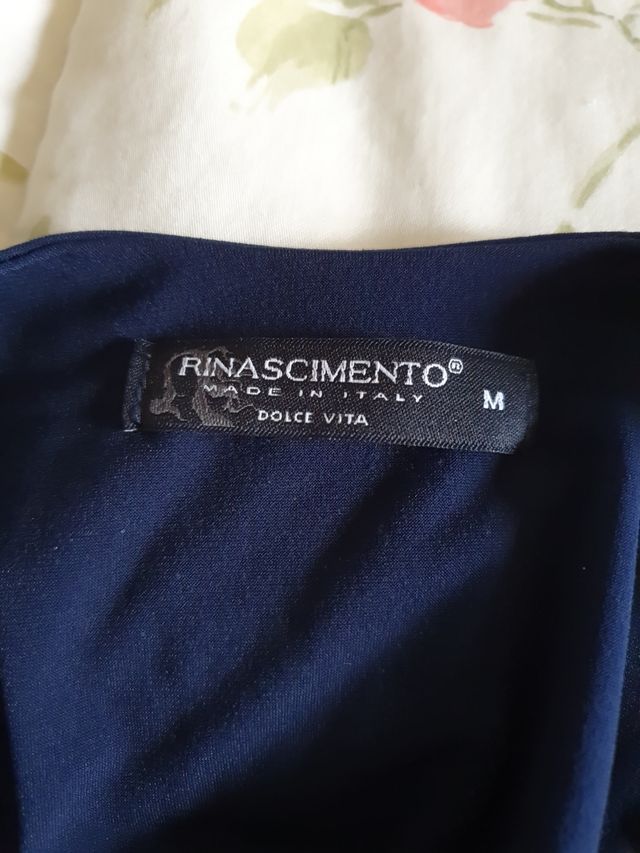 RINASCIMENTO®
MADE IN ITALY
DOLCE VITA
M